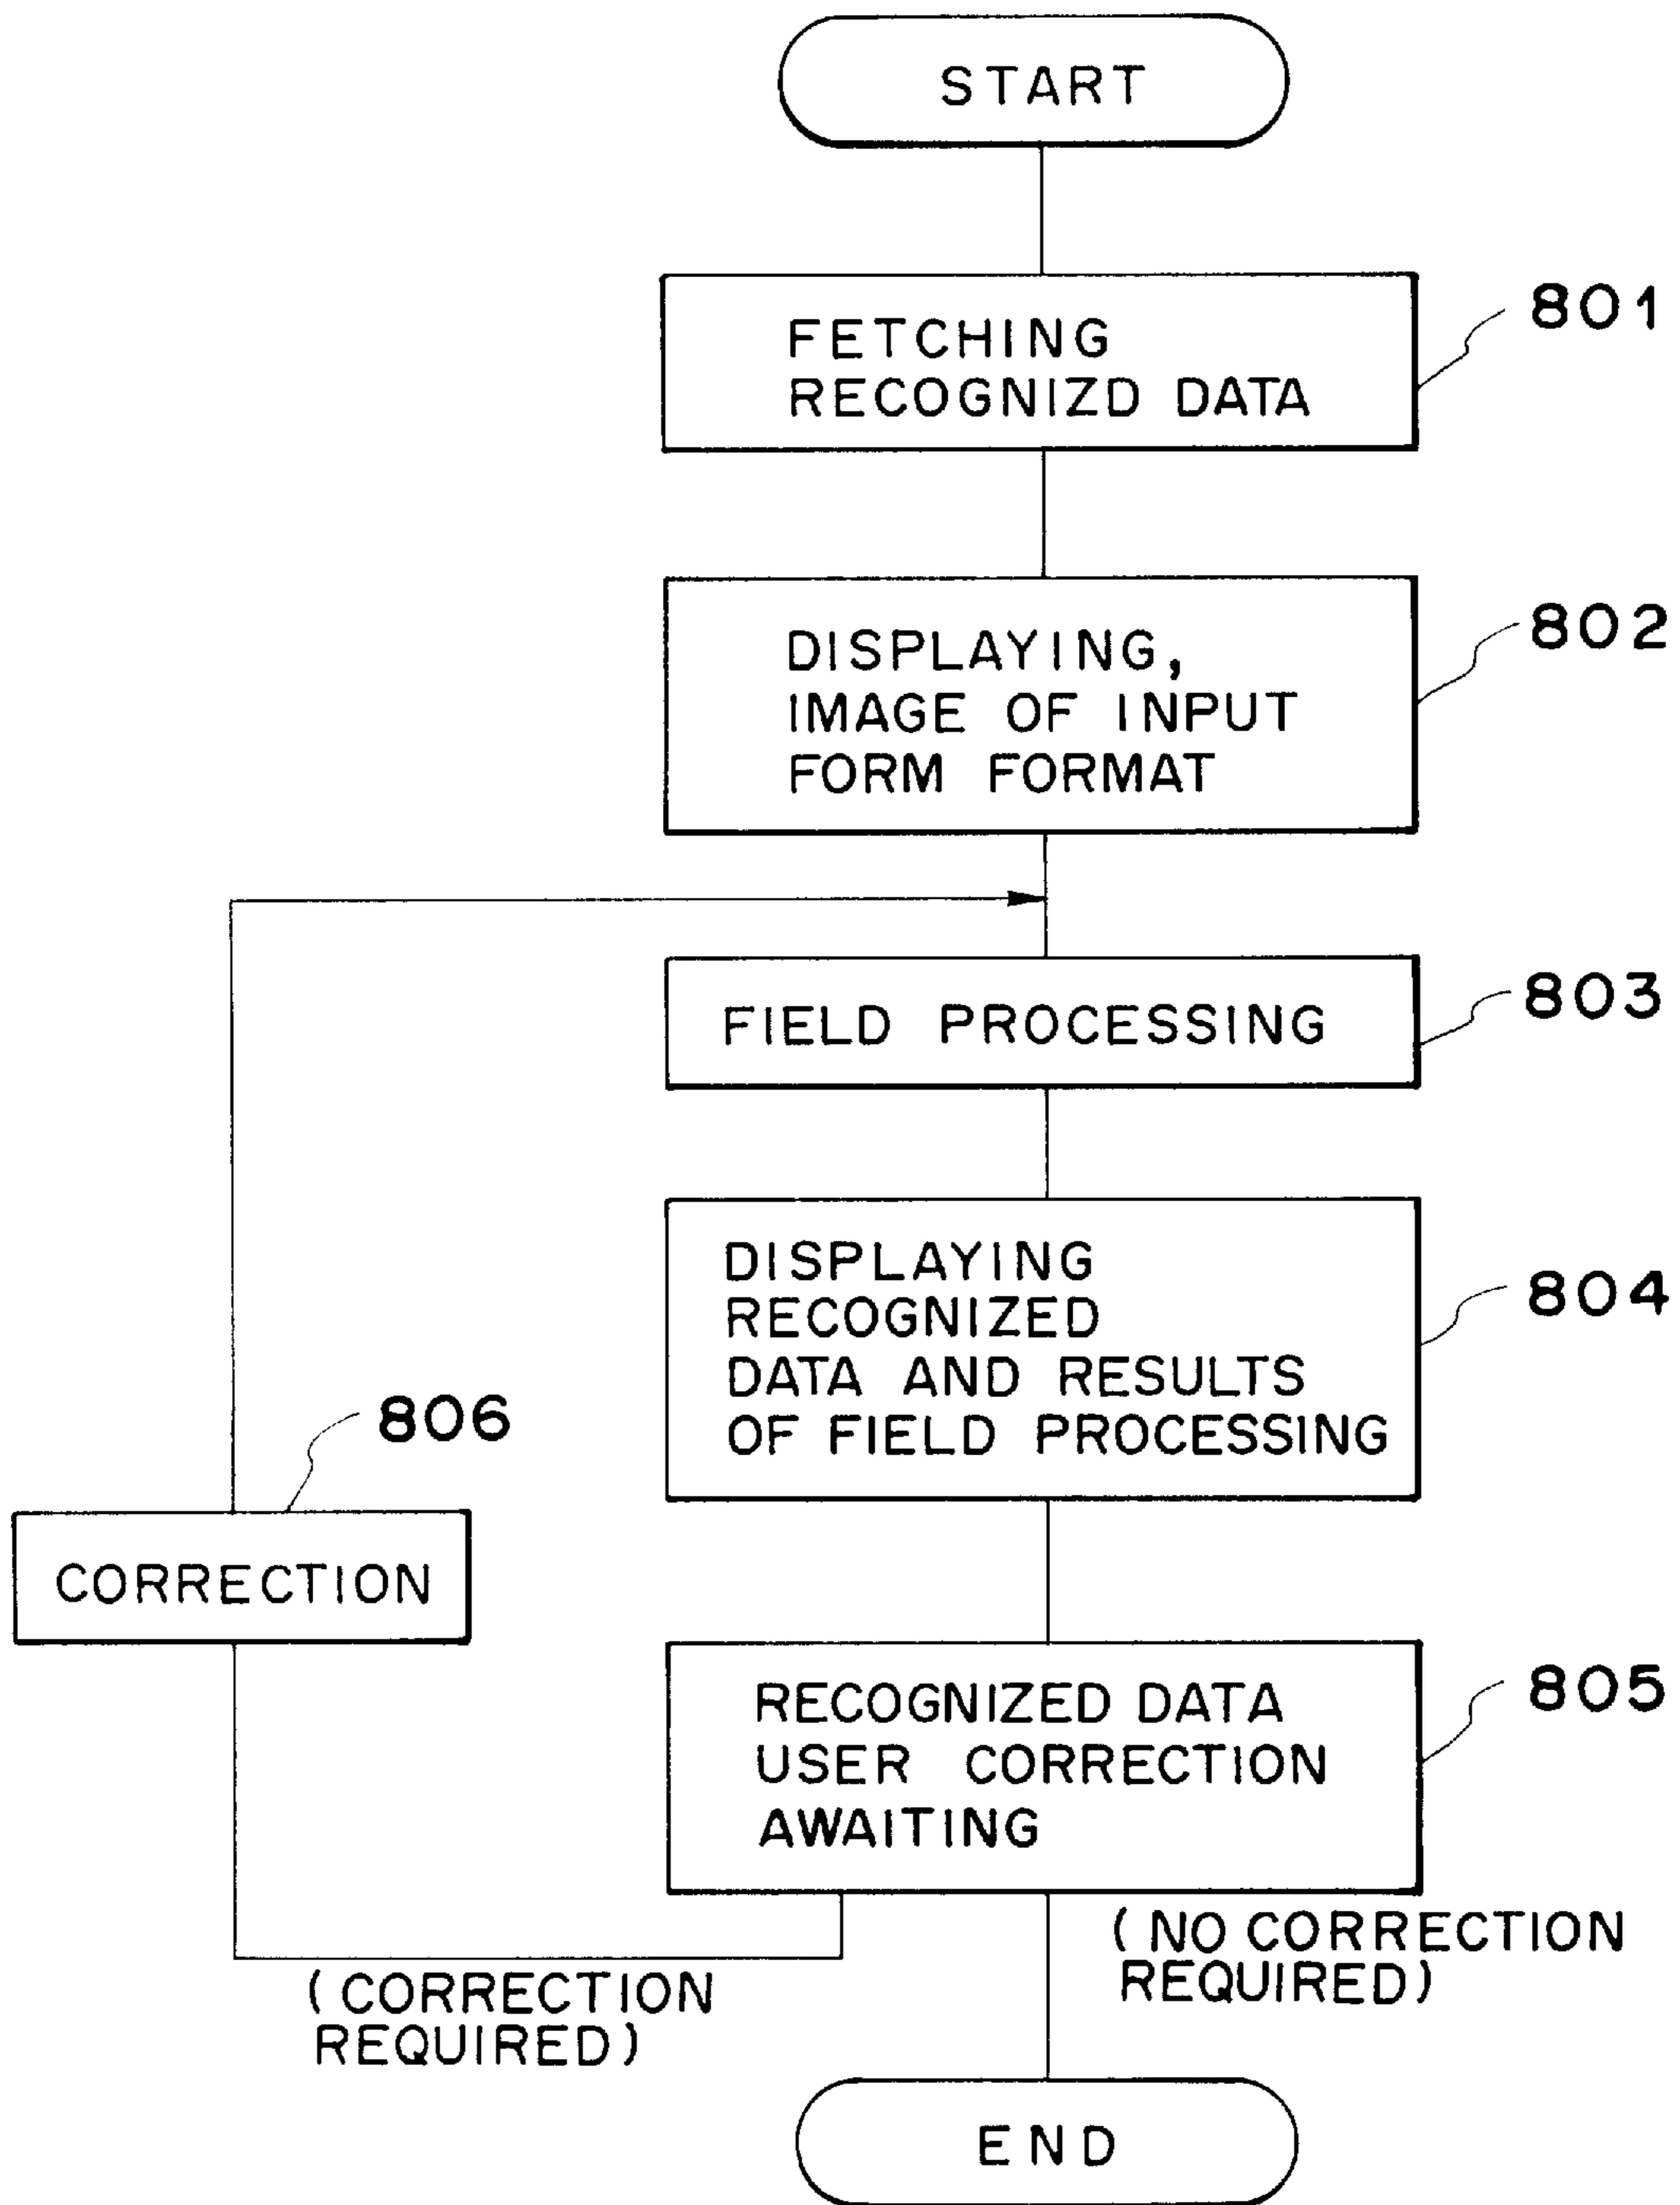 START
FETCHING
RECOGNIZD DATA
801
DISPLAYING,
IMAGE OF INPUT
FORM FORMAT
802
FIELD PROCESSING
803
DISPLAYING
RECOGNIZED
DATA AND RESULTS
OF FIELD PROCESSING
804
806
CORRECTION
RECOGNIZED DATA
USER CORRECTION
AWAITING
805
(NO CORRECTION
REQUIRED)
(CORRECTION
REQUIRED)
END